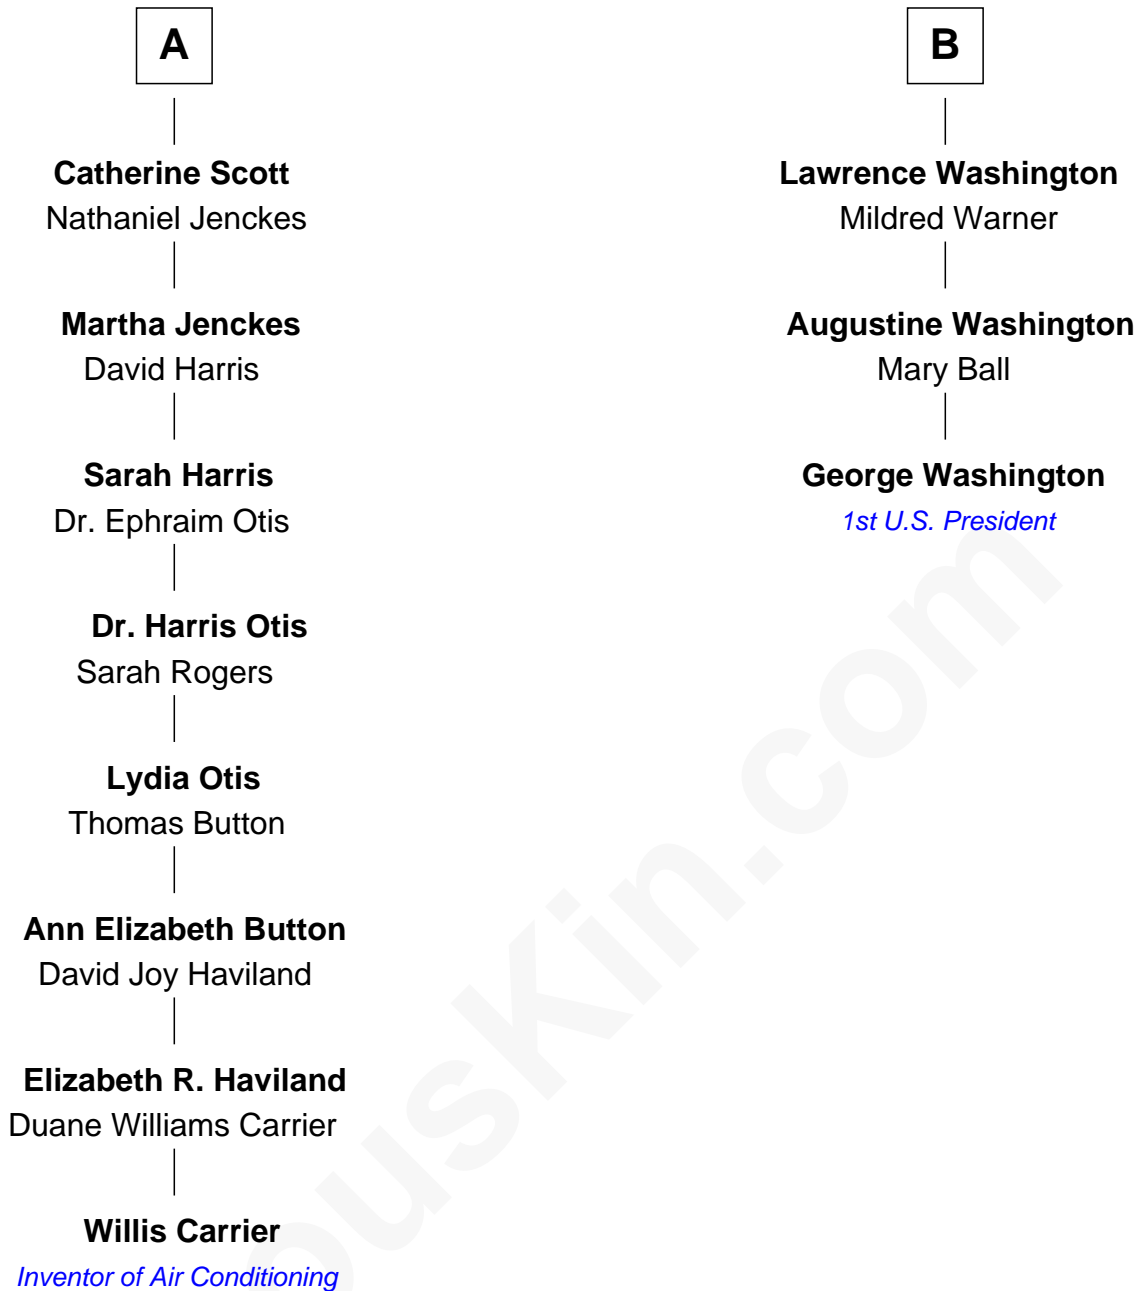 A
Catherine Scott
Nathaniel Jenckes
Martha Jenckes
David Harris
Sarah Harris
Dr. Ephraim Otis
Dr. Harris Otis
Sarah Rogers
Lydia Otis
Thomas Button
Ann Elizabeth Button
David Joy Haviland
Elizabeth R. Haviland
Duane Williams Carrier
Willis Carrier
Inventor of Air Conditioning
B
Lawrence Washington
Mildred Warner
Augustine Washington
Mary Ball
George Washington
1st U.S. President
ousKin.com